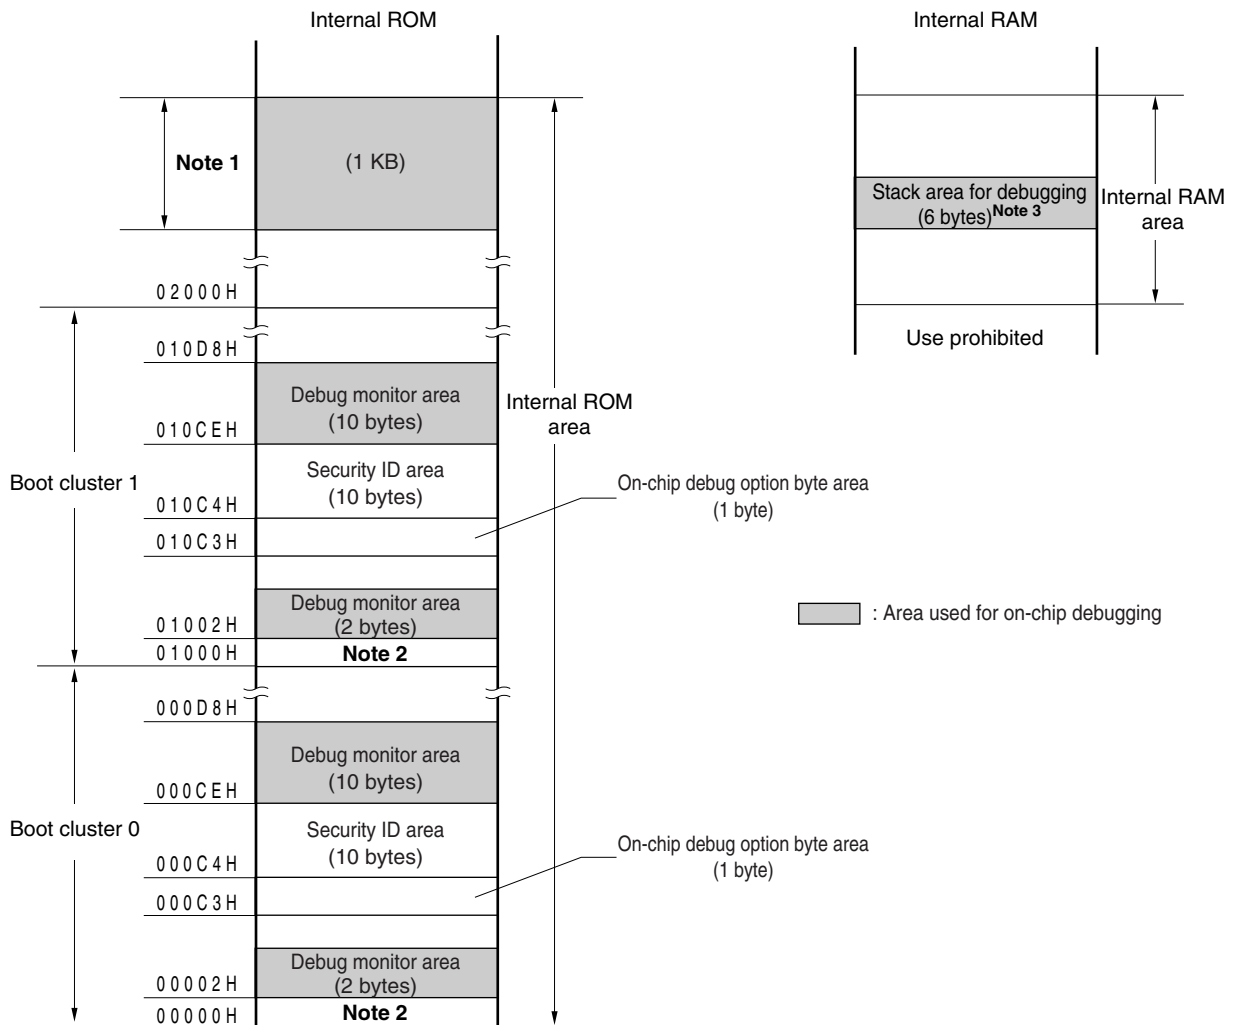 Internal ROM
Internal RAM
Note 1
(1 KB)
Stack area for debugging
(6 bytes)Note 3
Internal RAM
area
02000H
Use prohibited
010D8H
Debug monitor area
(10 bytes)
Internal ROM
area
010CEH
Security ID area
(10 bytes)
Boot cluster 1
On-chip debug option byte area
(1 byte)
010C4H
010C3H
Debug monitor area
(2 bytes)
: Area used for on-chip debugging
01002H
01000H
Note 2
000D8H
Debug monitor area
(10 bytes)
000CEH
Boot cluster 0
Security ID area
(10 bytes)
On-chip debug option byte area
(1 byte)
000C4H
000C3H
Debug monitor area
(2 bytes)
00002H
00000H
Note 2